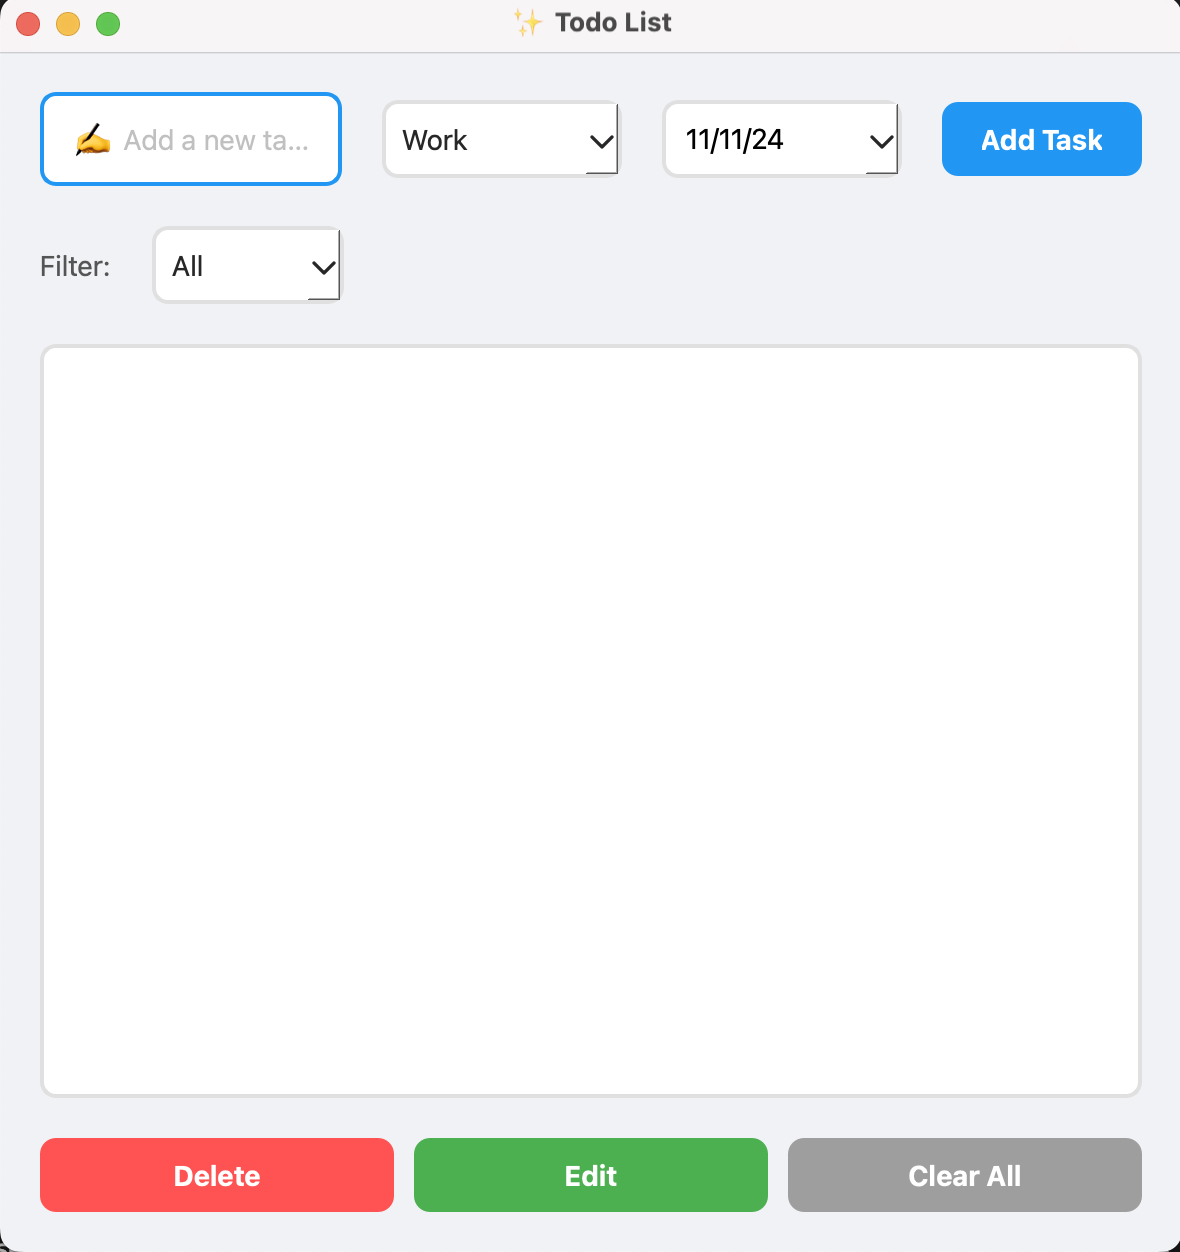 ✨ Todo List
✍️ Add a new ta...
Work
11/11/24
Add Task
Filter:
All
Delete
Edit
Clear All